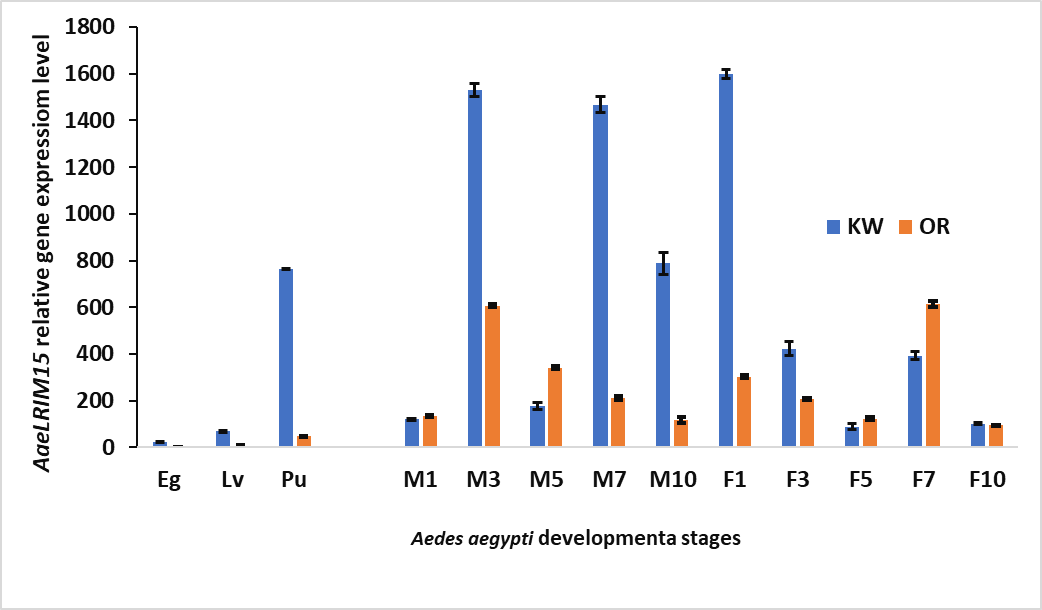 AaeLRIM15 relative gene expressiom level
1800
1600
1400
1200
1000
800
600
400
200
0
KW OR
Eg Lv Pu M1 M3 M5 M7 M10 F1 F3 F5 F7 F10
Aedes aegypti developmenta stages